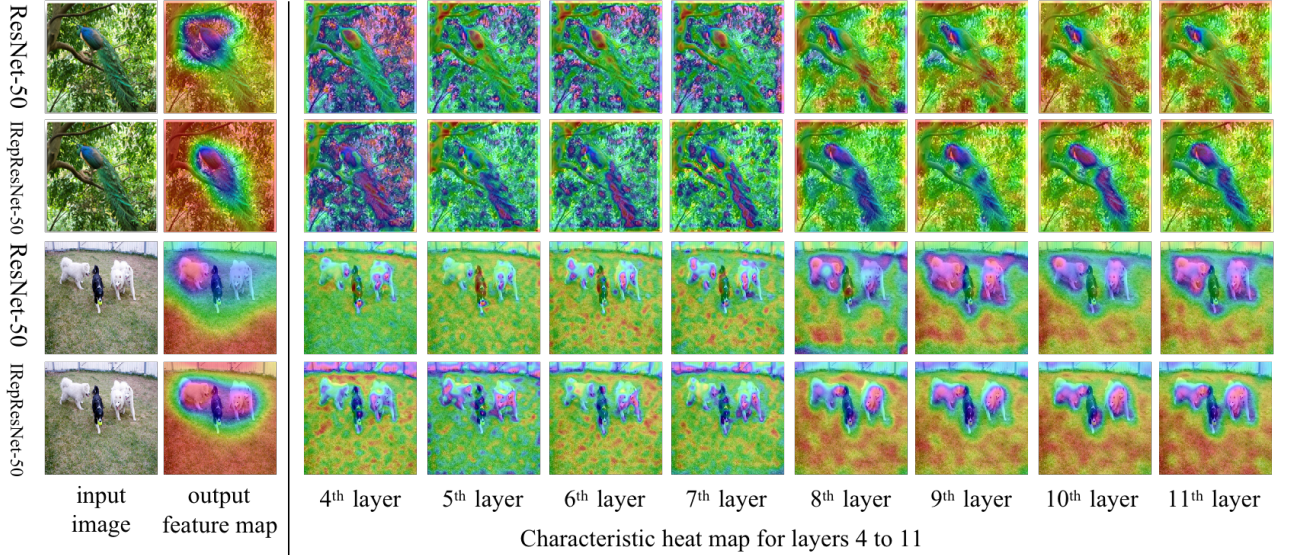 ResNet-50
IRepResNet-50
ResNet-50
IRepResNet-50
input image
output feature map
4th layer
5th layer
6th layer
7th layer
8th layer
9th layer
10th layer
11th layer
Characteristic heat map for layers 4 to 11